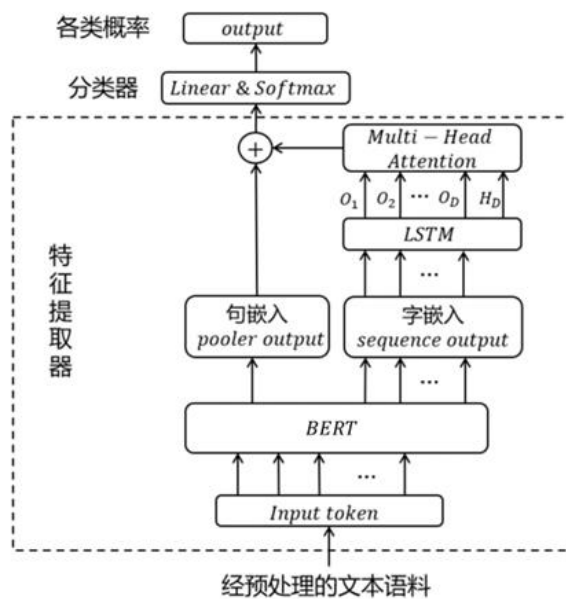 各类概率
output
分类器
Linear & Softmax
+
Multi − Head
Attention
O₁ O₂ ⋯ O_D H_D
LSTM
...
特征提取器
句嵌入
pooler output
字嵌入
sequence output
...
BERT
...
Input token
经预处理的文本语料